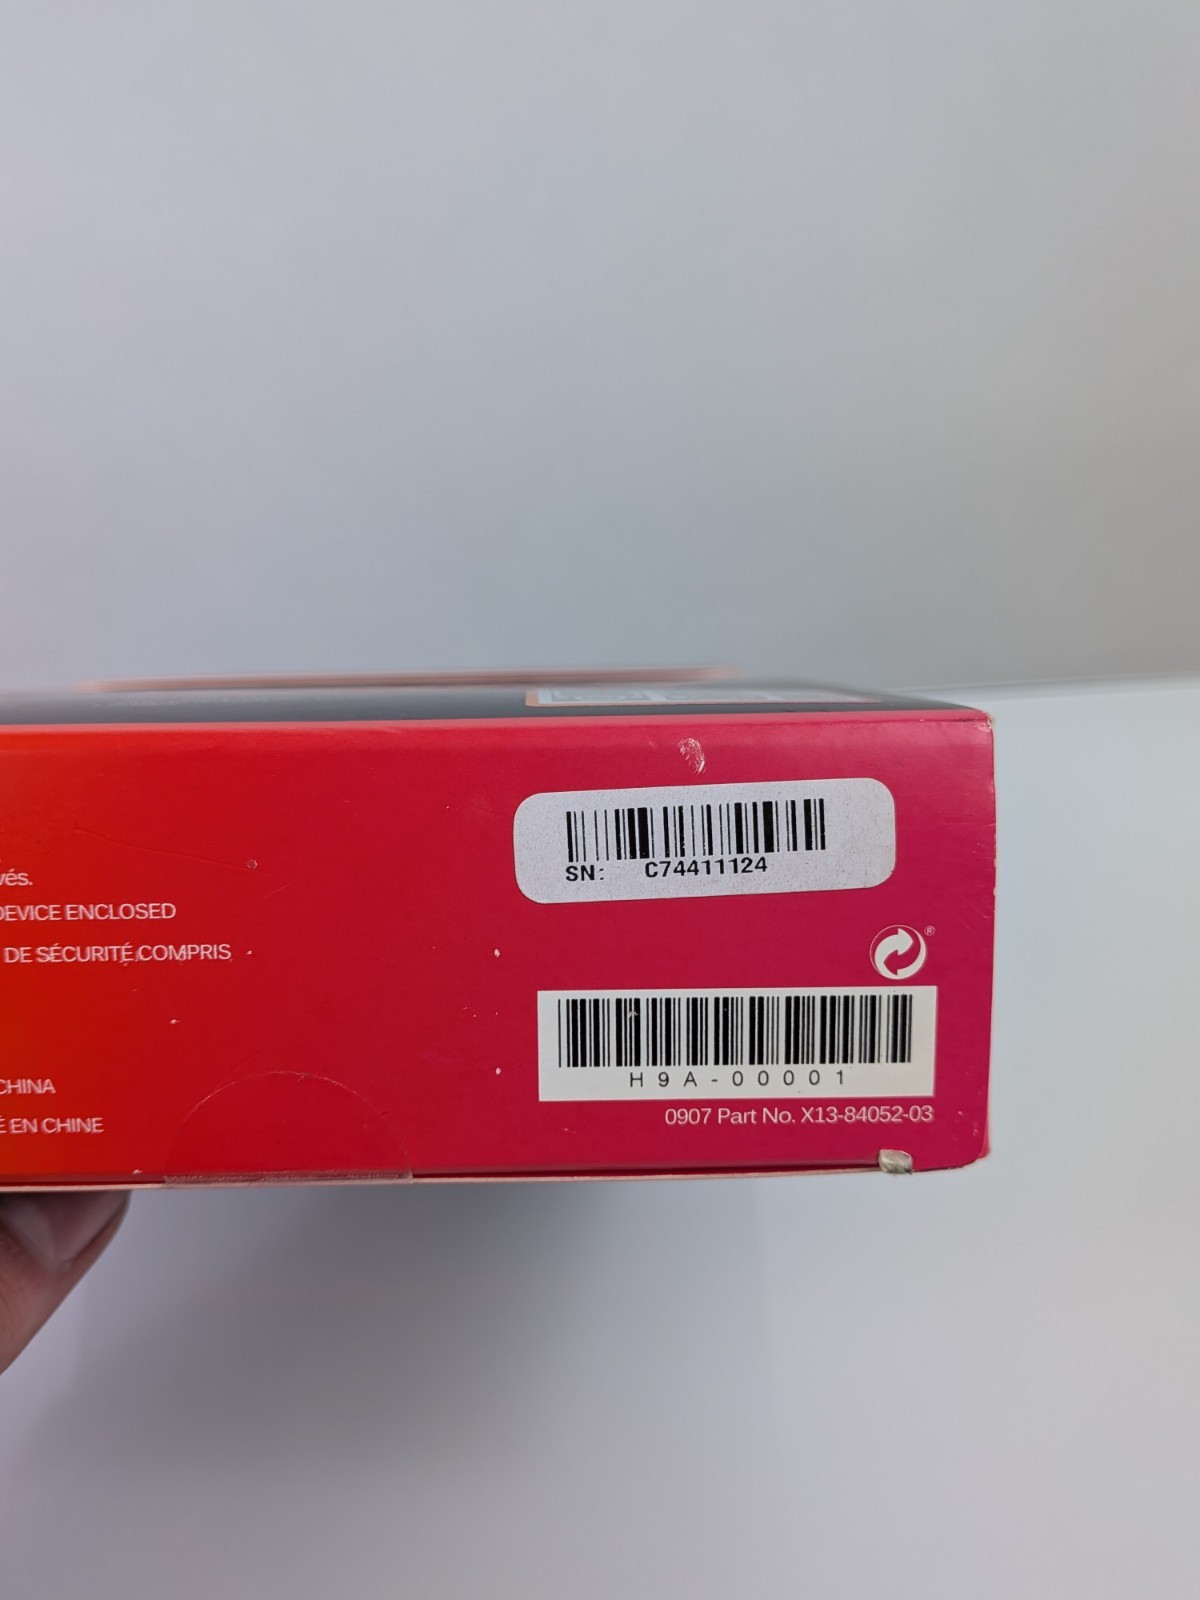 vés.
DEVICE ENCLOSED
DE SÉCURITÉ COMPRIS
CHINA
É EN CHINE
SN: C74411124
®
H9A-00001
0907 Part No. X13-84052-03